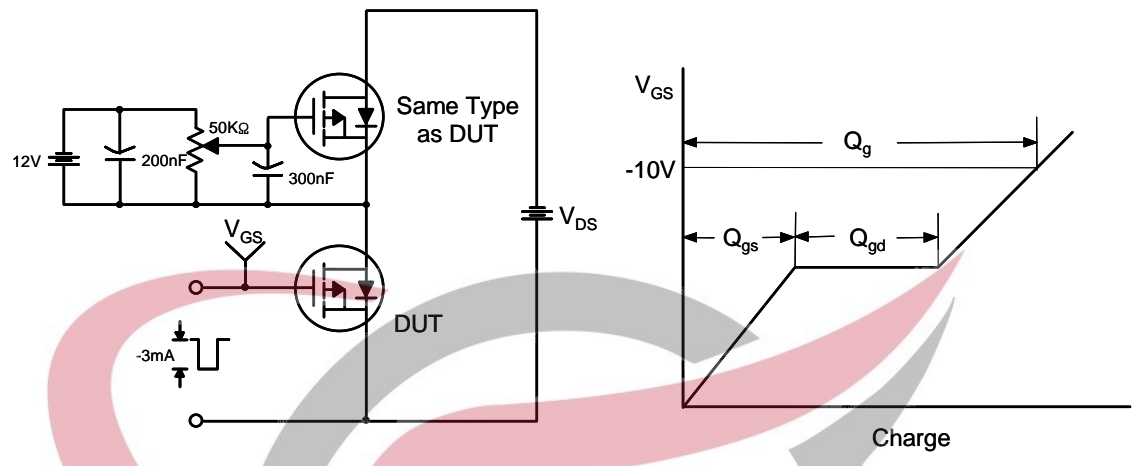 Same Type
as DUT
50KΩ
12V
200nF
300nF
V_DS
V_GS
DUT
-3mA
V_GS
Q_g
-10V
Q_gs
Q_gd
Charge